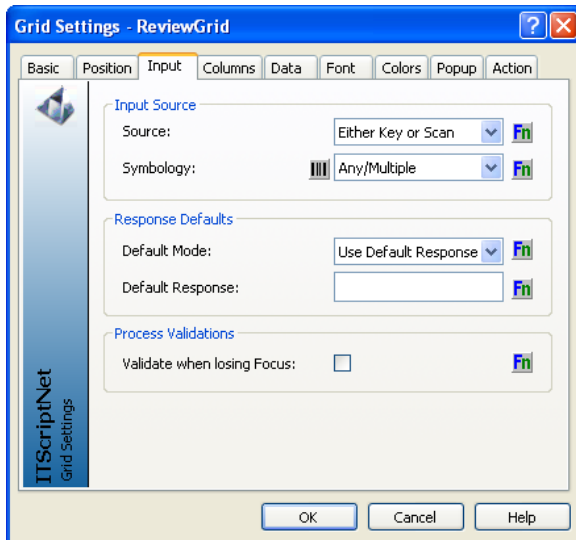 Grid Settings - ReviewGrid
Basic Position Input Columns Data Font Colors Popup Action
Input Source
Source: Either Key or Scan Fn
Symbology: Any/Multiple Fn
Response Defaults
Default Mode: Use Default Response Fn
Default Response: Fn
Process Validations
Validate when losing Focus: Fn
ITScriptNet
Grid Settings
OK Cancel Help